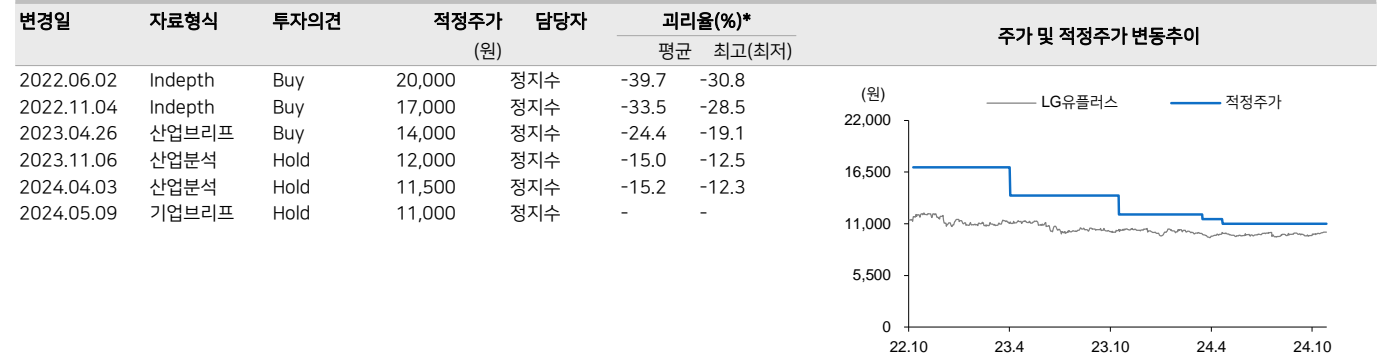 변경일 자료형식 투자의견 적정주가 담당자 괴리율(%)* 주가 및 적정주가 변동추이
(원) 평균 최고(최저)
2022.06.02 Indepth Buy 20,000 정지수 -39.7 -30.8
2022.11.04 Indepth Buy 17,000 정지수 -33.5 -28.5
2023.04.26 산업브리프 Buy 14,000 정지수 -24.4 -19.1
2023.11.06 산업분석 Hold 12,000 정지수 -15.0 -12.5
2024.04.03 산업분석 Hold 11,500 정지수 -15.2 -12.3
2024.05.09 기업브리프 Hold 11,000 정지수 - -
(원) LG유플러스 적정주가
22,000
16,500
11,000
5,500
0
22.10 23.4 23.10 24.4 24.10